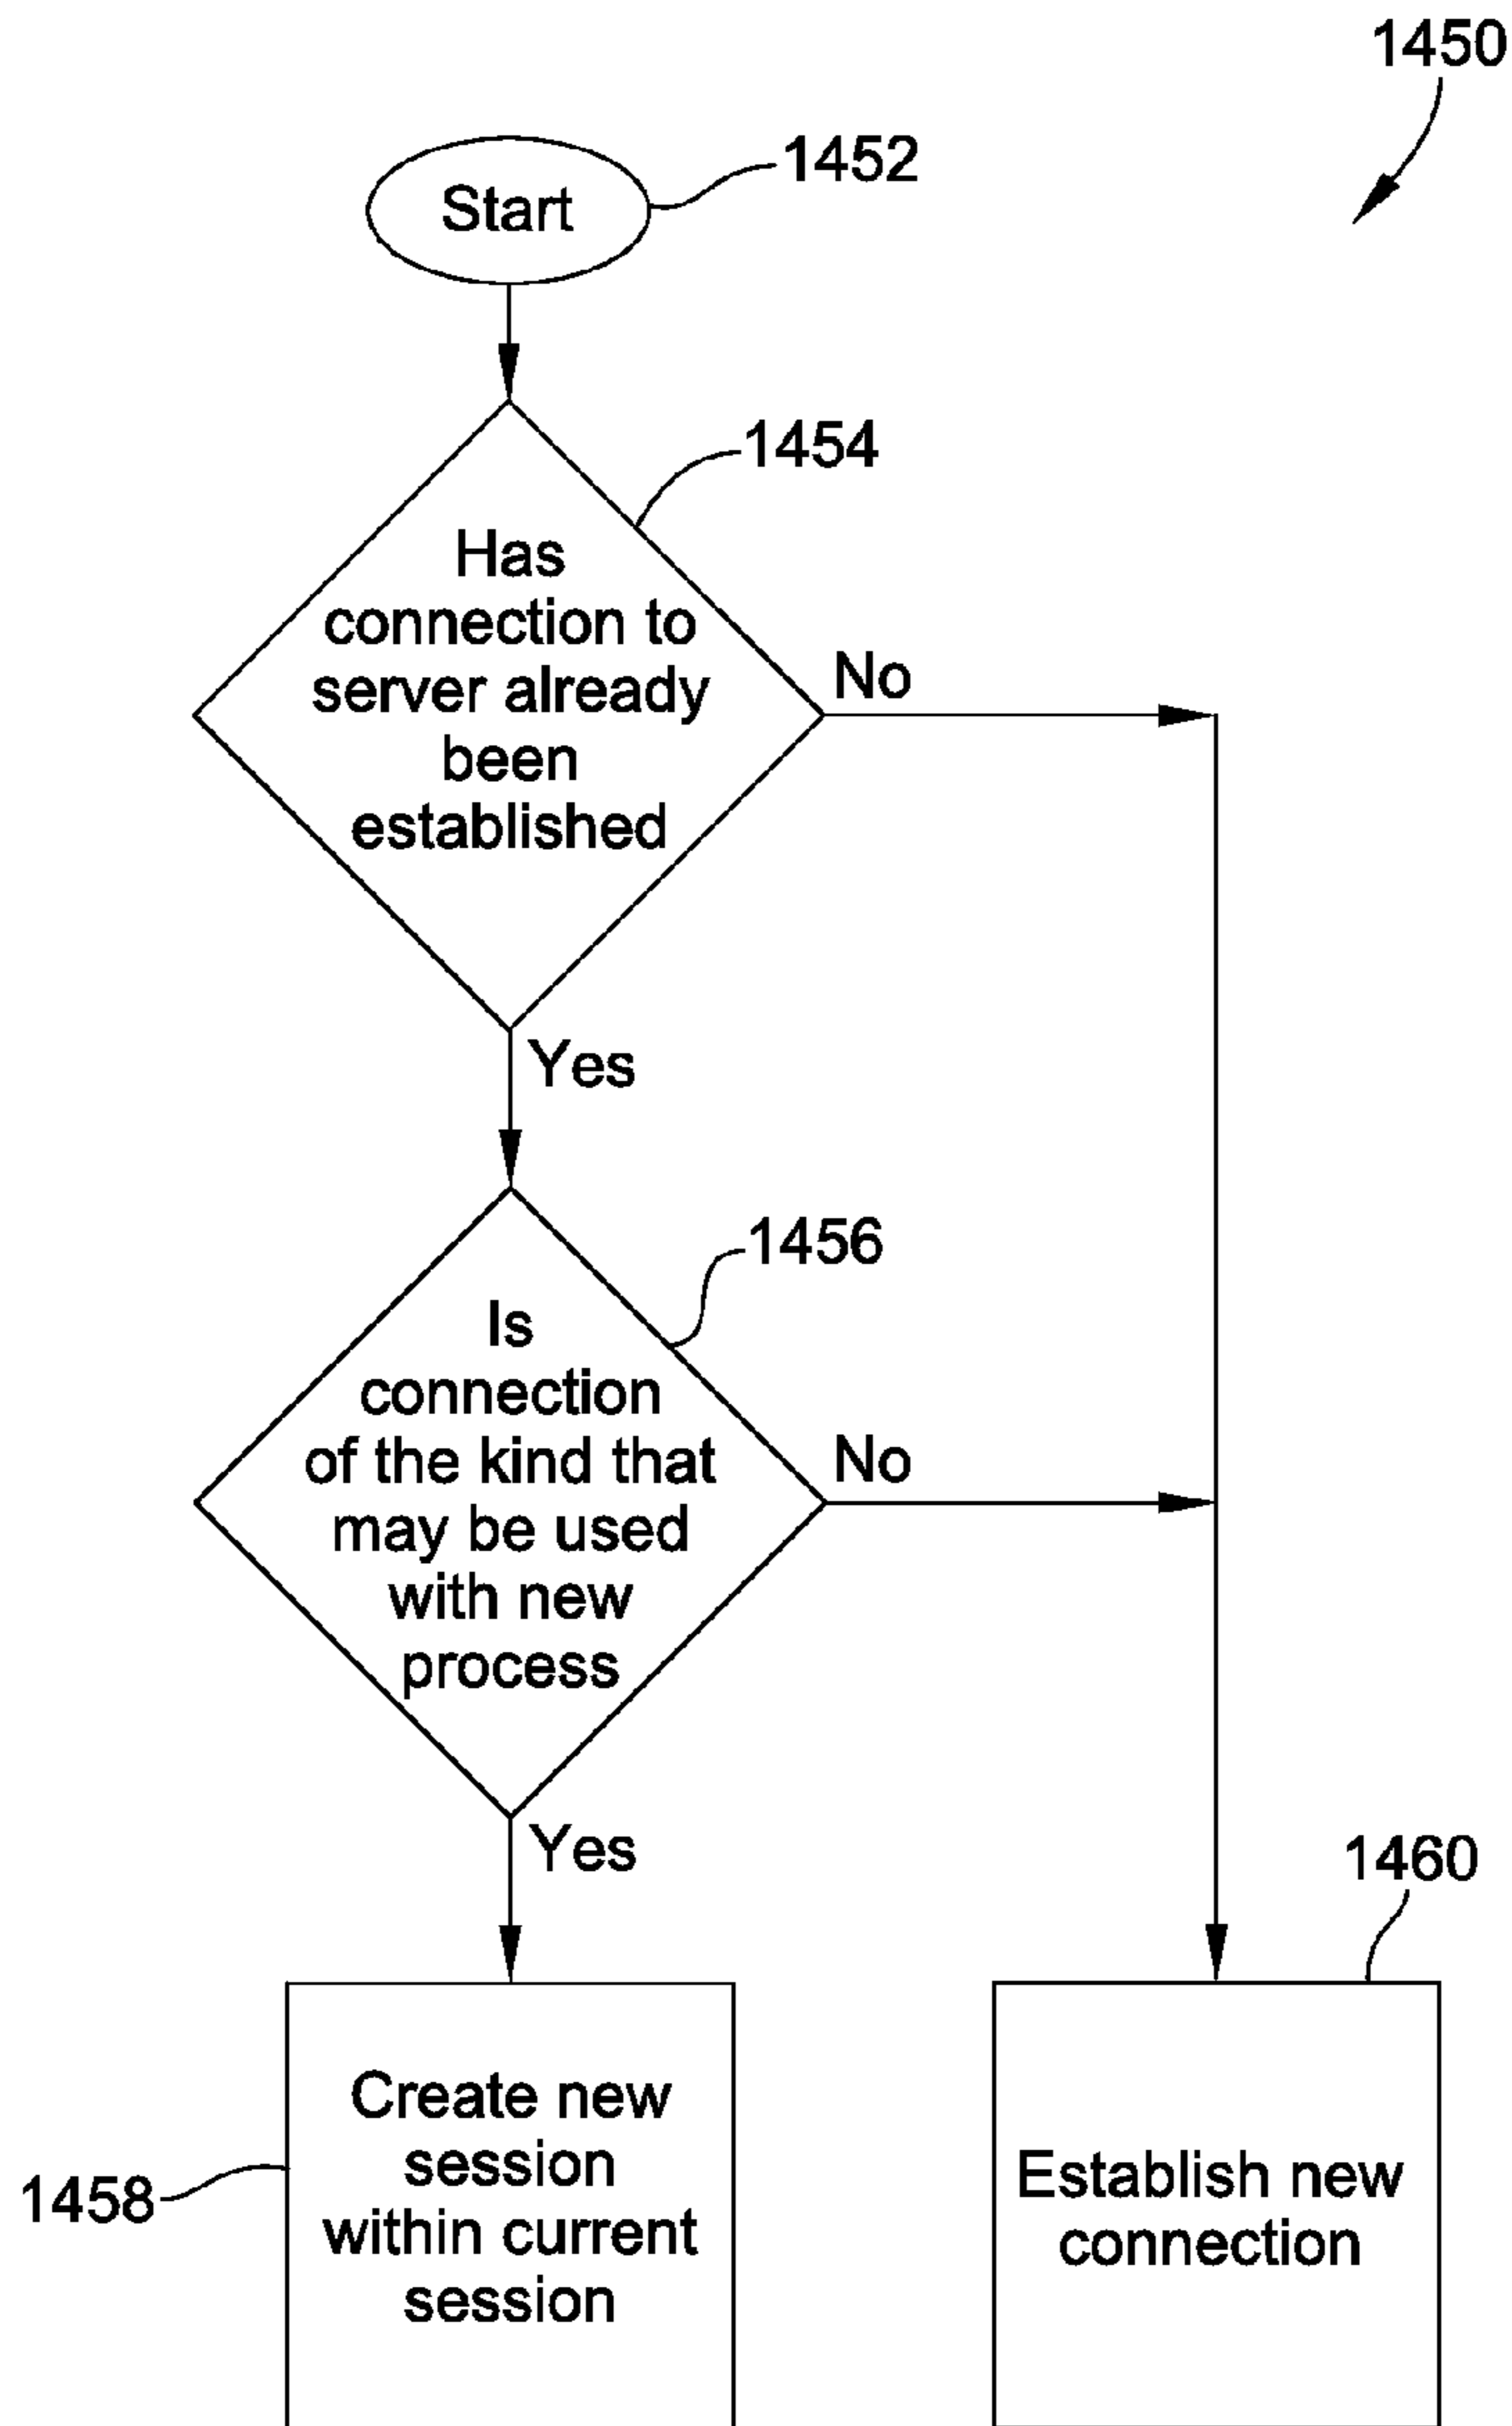 1450
Start
1452
1454
Has
connection to
server already
been
established
No
Yes
1456
Is
connection
of the kind that
may be used
with new
process
No
Yes
1460
Create new
session
within current
session
1458
Establish new
connection